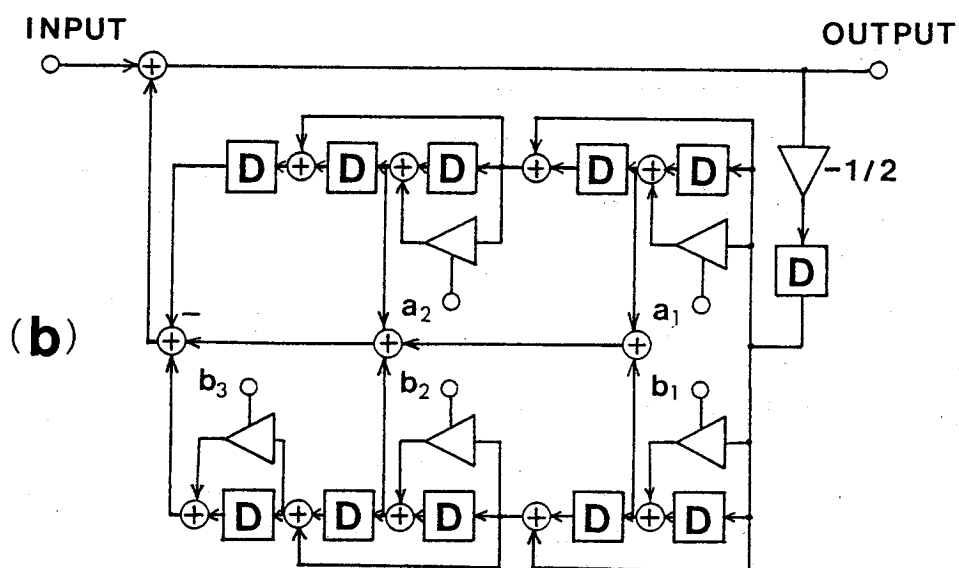 INPUT
OUTPUT
D D D D D
-1/2
D
a2
a1
−
(b)
b3
b2
b1
D D D D D